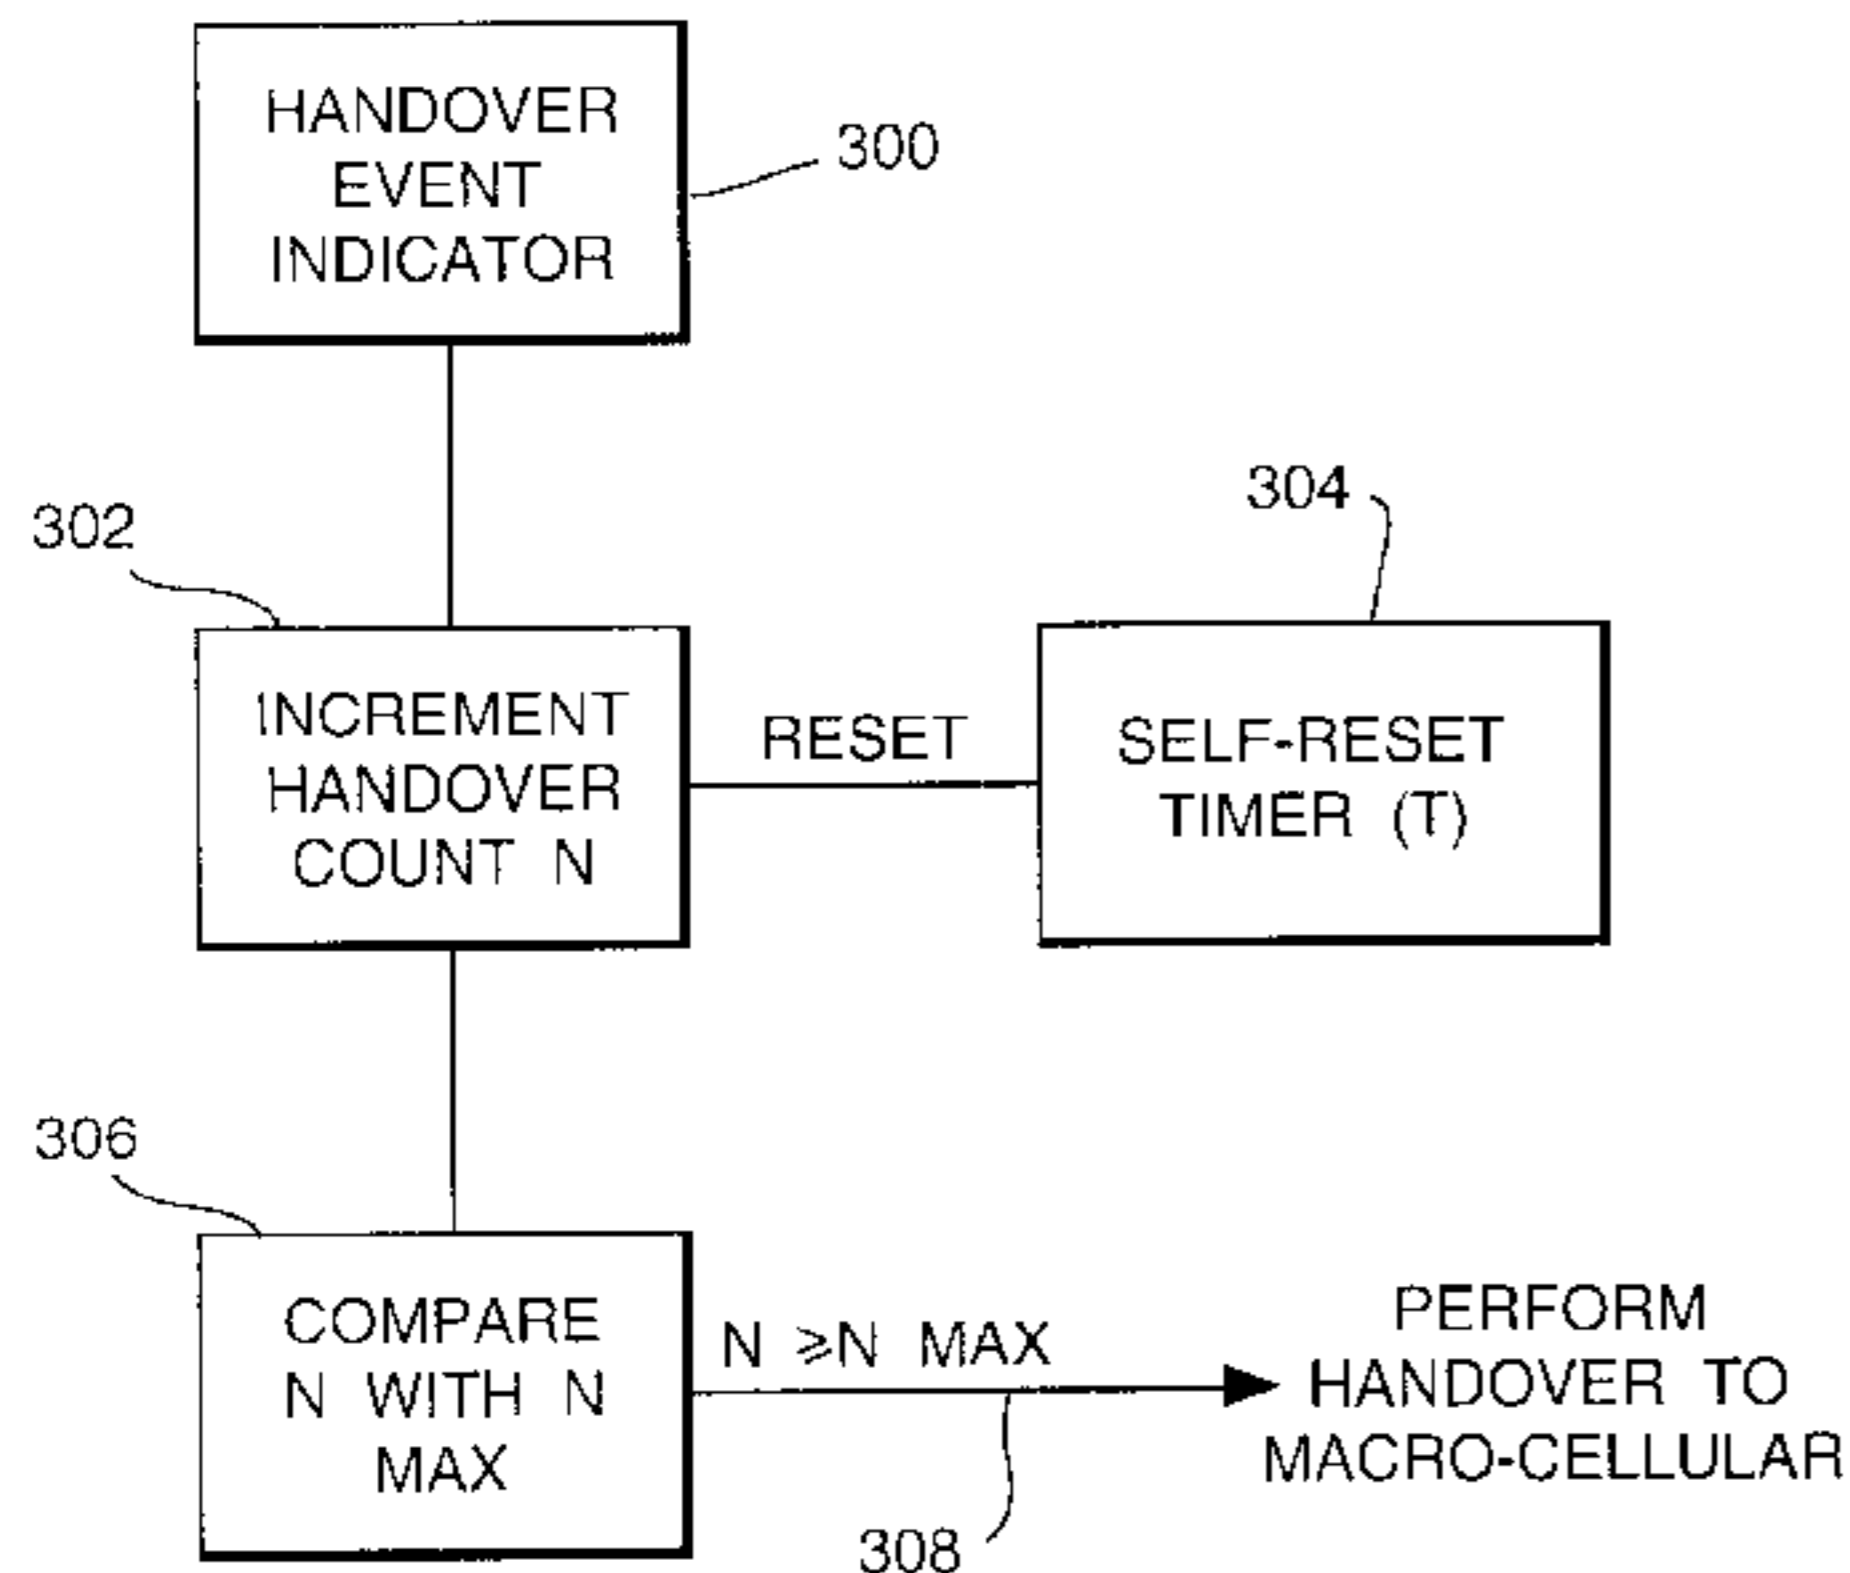 HANDOVER
EVENT
INDICATOR
300
302
304
INCREMENT
HANDOVER
COUNT N
RESET
SELF-RESET
TIMER (T)
306
COMPARE
N WITH N
MAX
N ⩾N MAX
PERFORM
HANDOVER TO
MACRO-CELLULAR
308